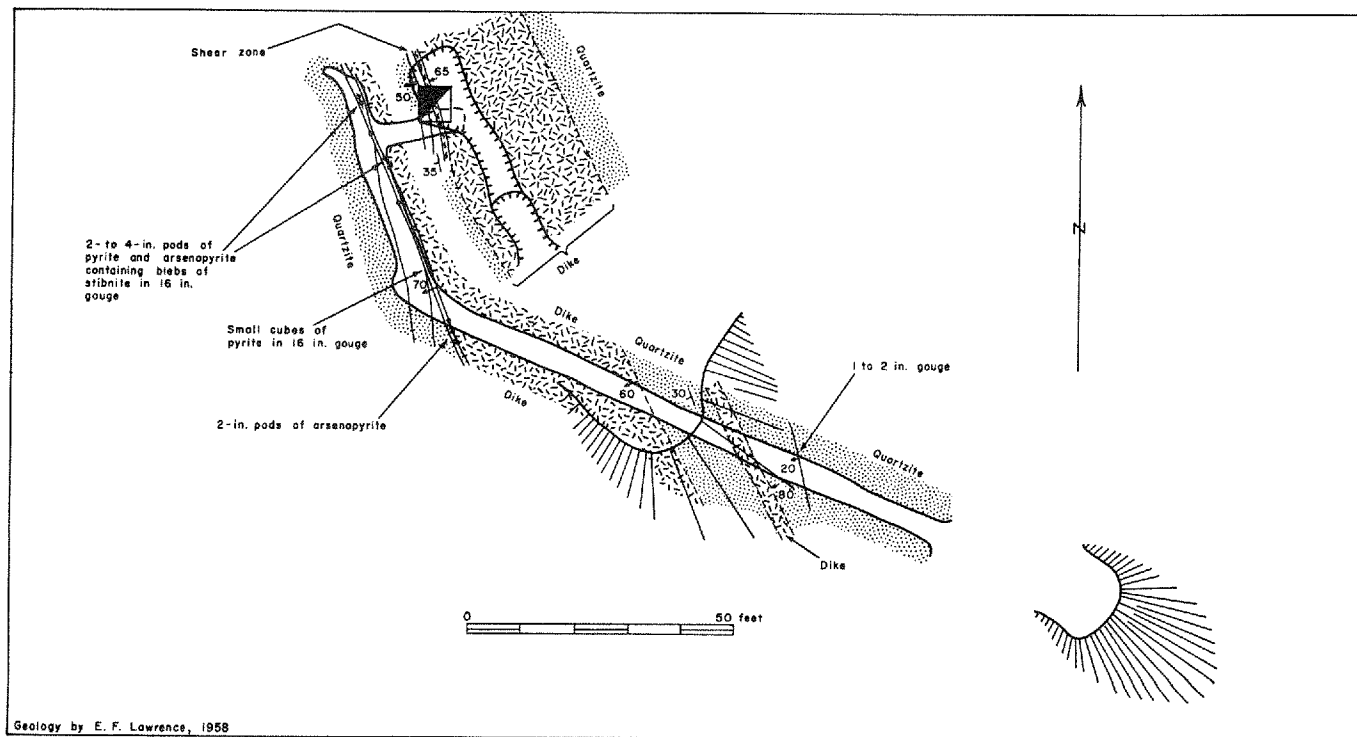 Shear zone
65
Quartzite
50
35
Quartzite
Dike
2- to 4-in. pods of
pyrite and arsenopyrite
containing blebs of
stibnite in 16 in.
gouge
70
Small cubes of
pyrite in 16 in. gouge
Dike
Quartzite
1 to 2 in. gouge
60
30
Dike
2-in. pods of arsenopyrite
Quartzite
20
80
Dike
N
0
50 feet
Geology by E. F. Lawrence, 1958